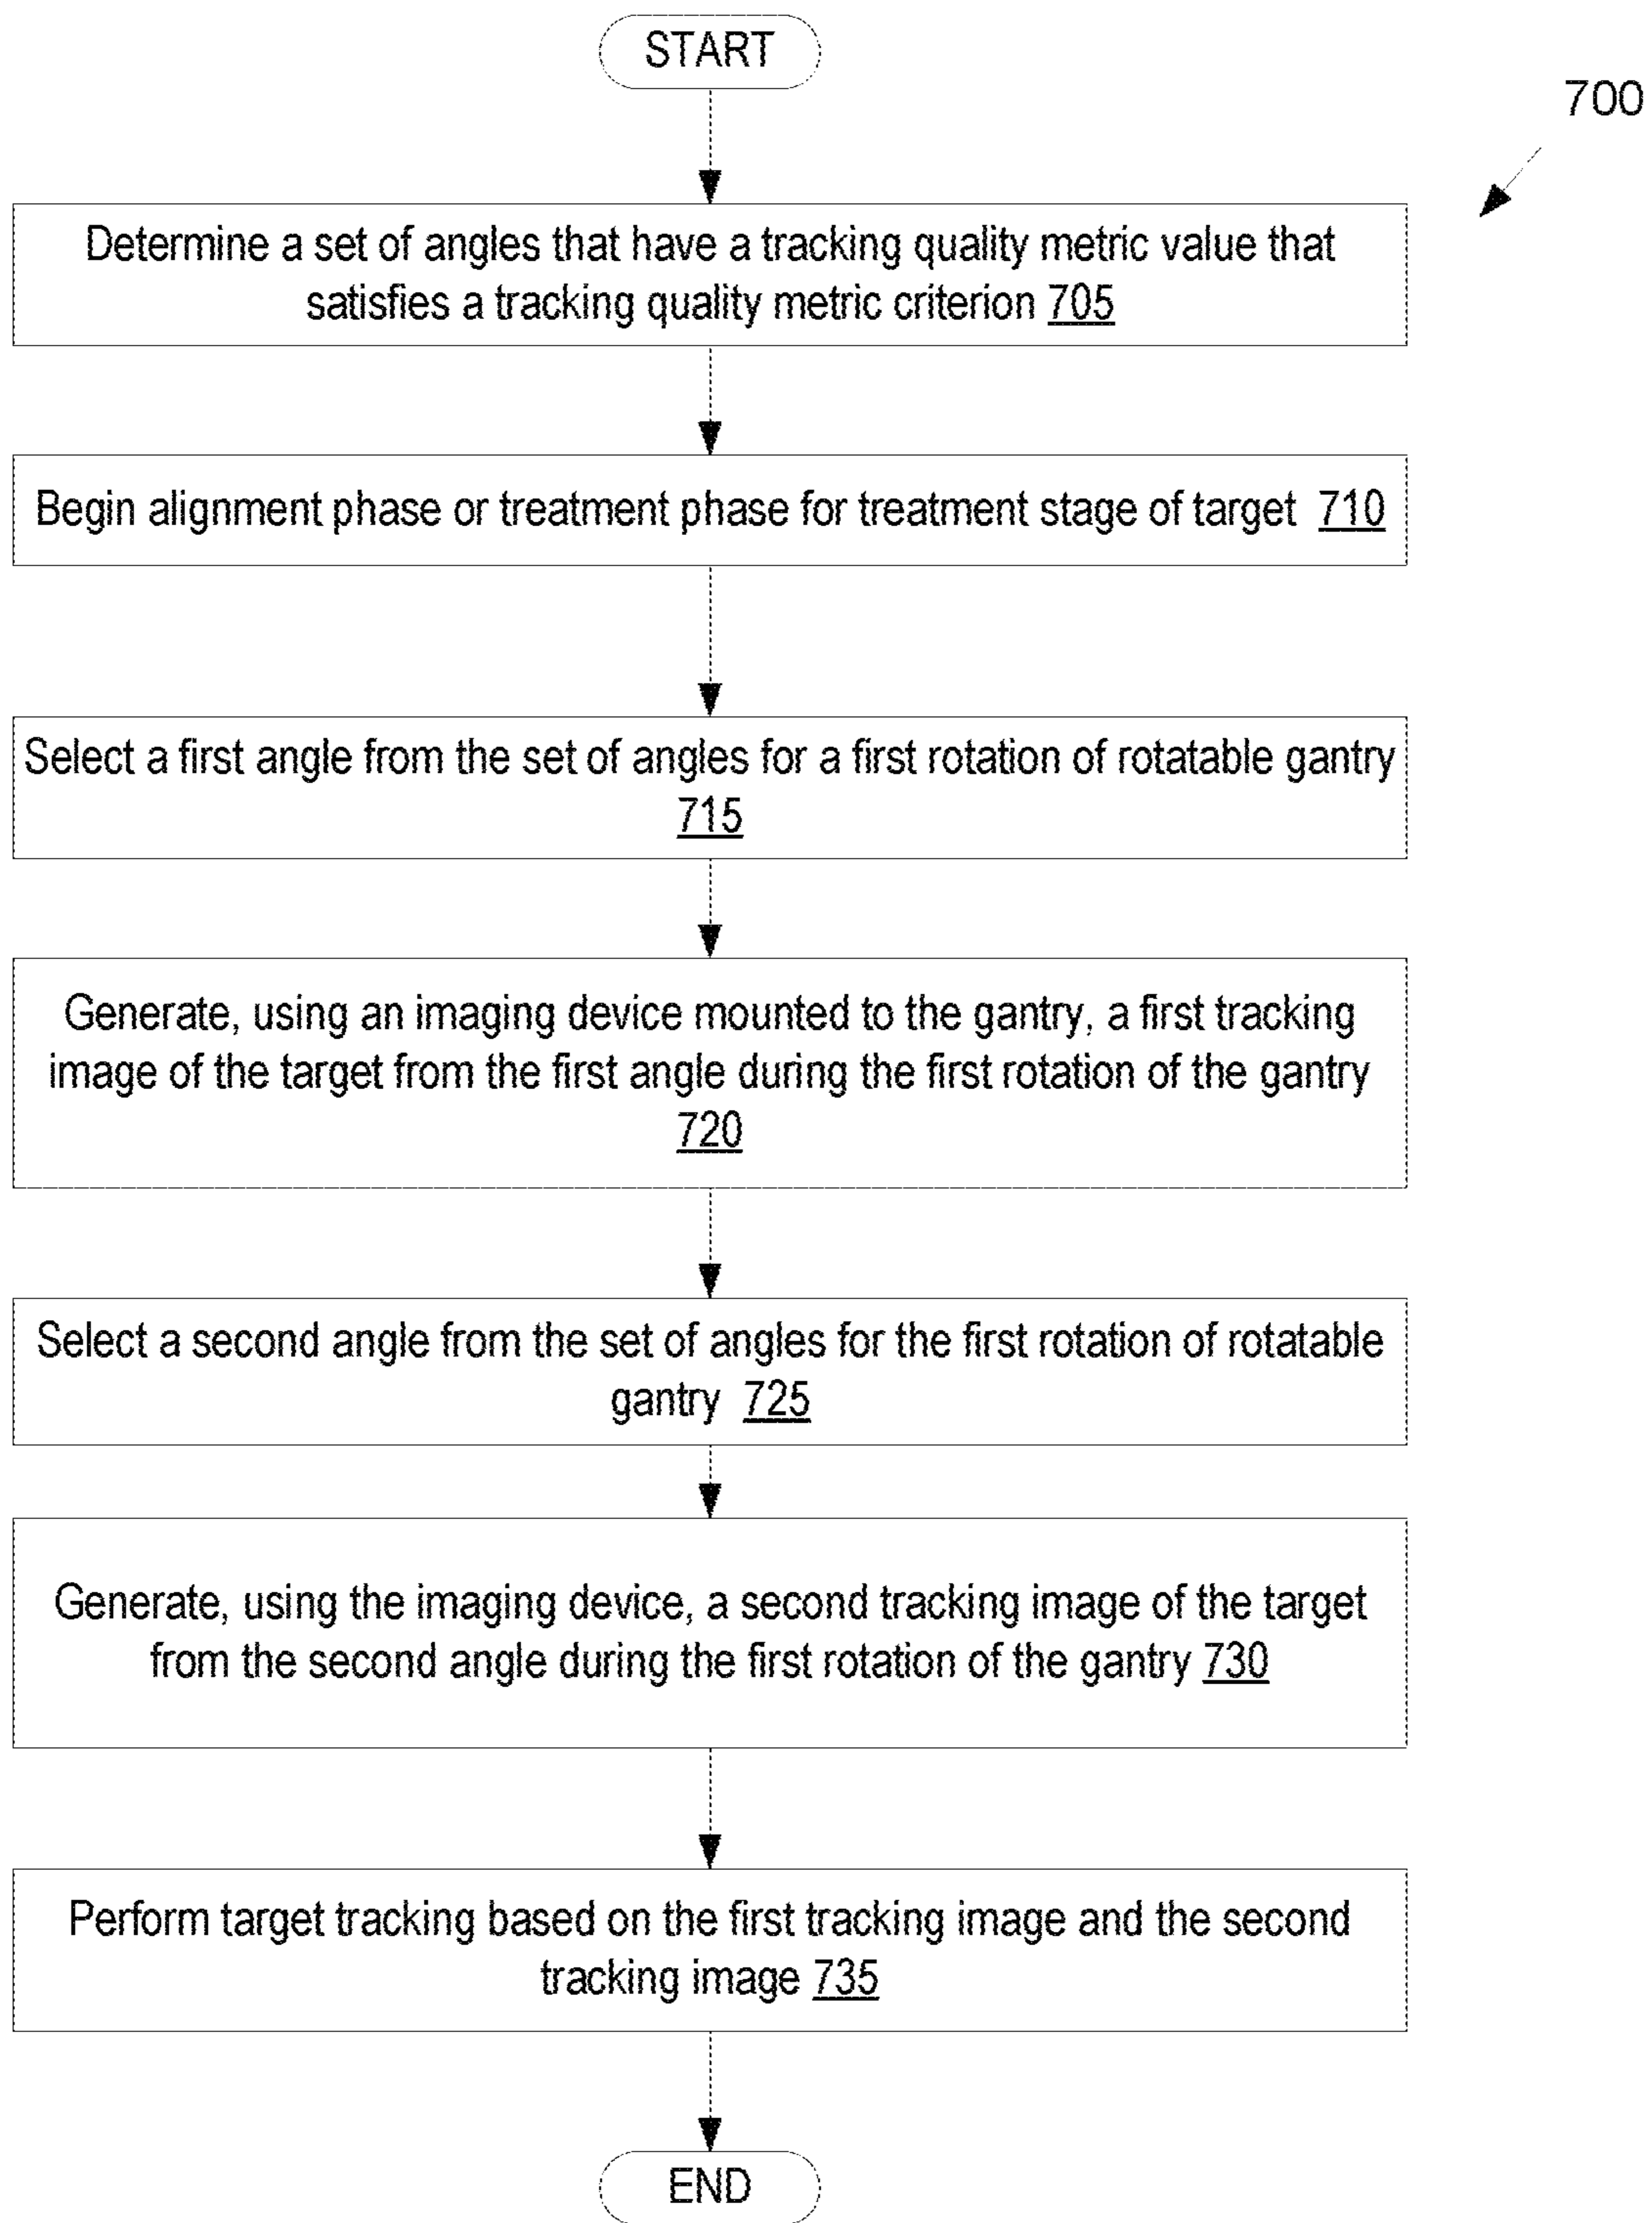 START
700
Determine a set of angles that have a tracking quality metric value that
satisfies a tracking quality metric criterion 705
Begin alignment phase or treatment phase for treatment stage of target 710
Select a first angle from the set of angles for a first rotation of rotatable gantry
715
Generate, using an imaging device mounted to the gantry, a first tracking
image of the target from the first angle during the first rotation of the gantry
720
Select a second angle from the set of angles for the first rotation of rotatable
gantry 725
Generate, using the imaging device, a second tracking image of the target
from the second angle during the first rotation of the gantry 730
Perform target tracking based on the first tracking image and the second
tracking image 735
END